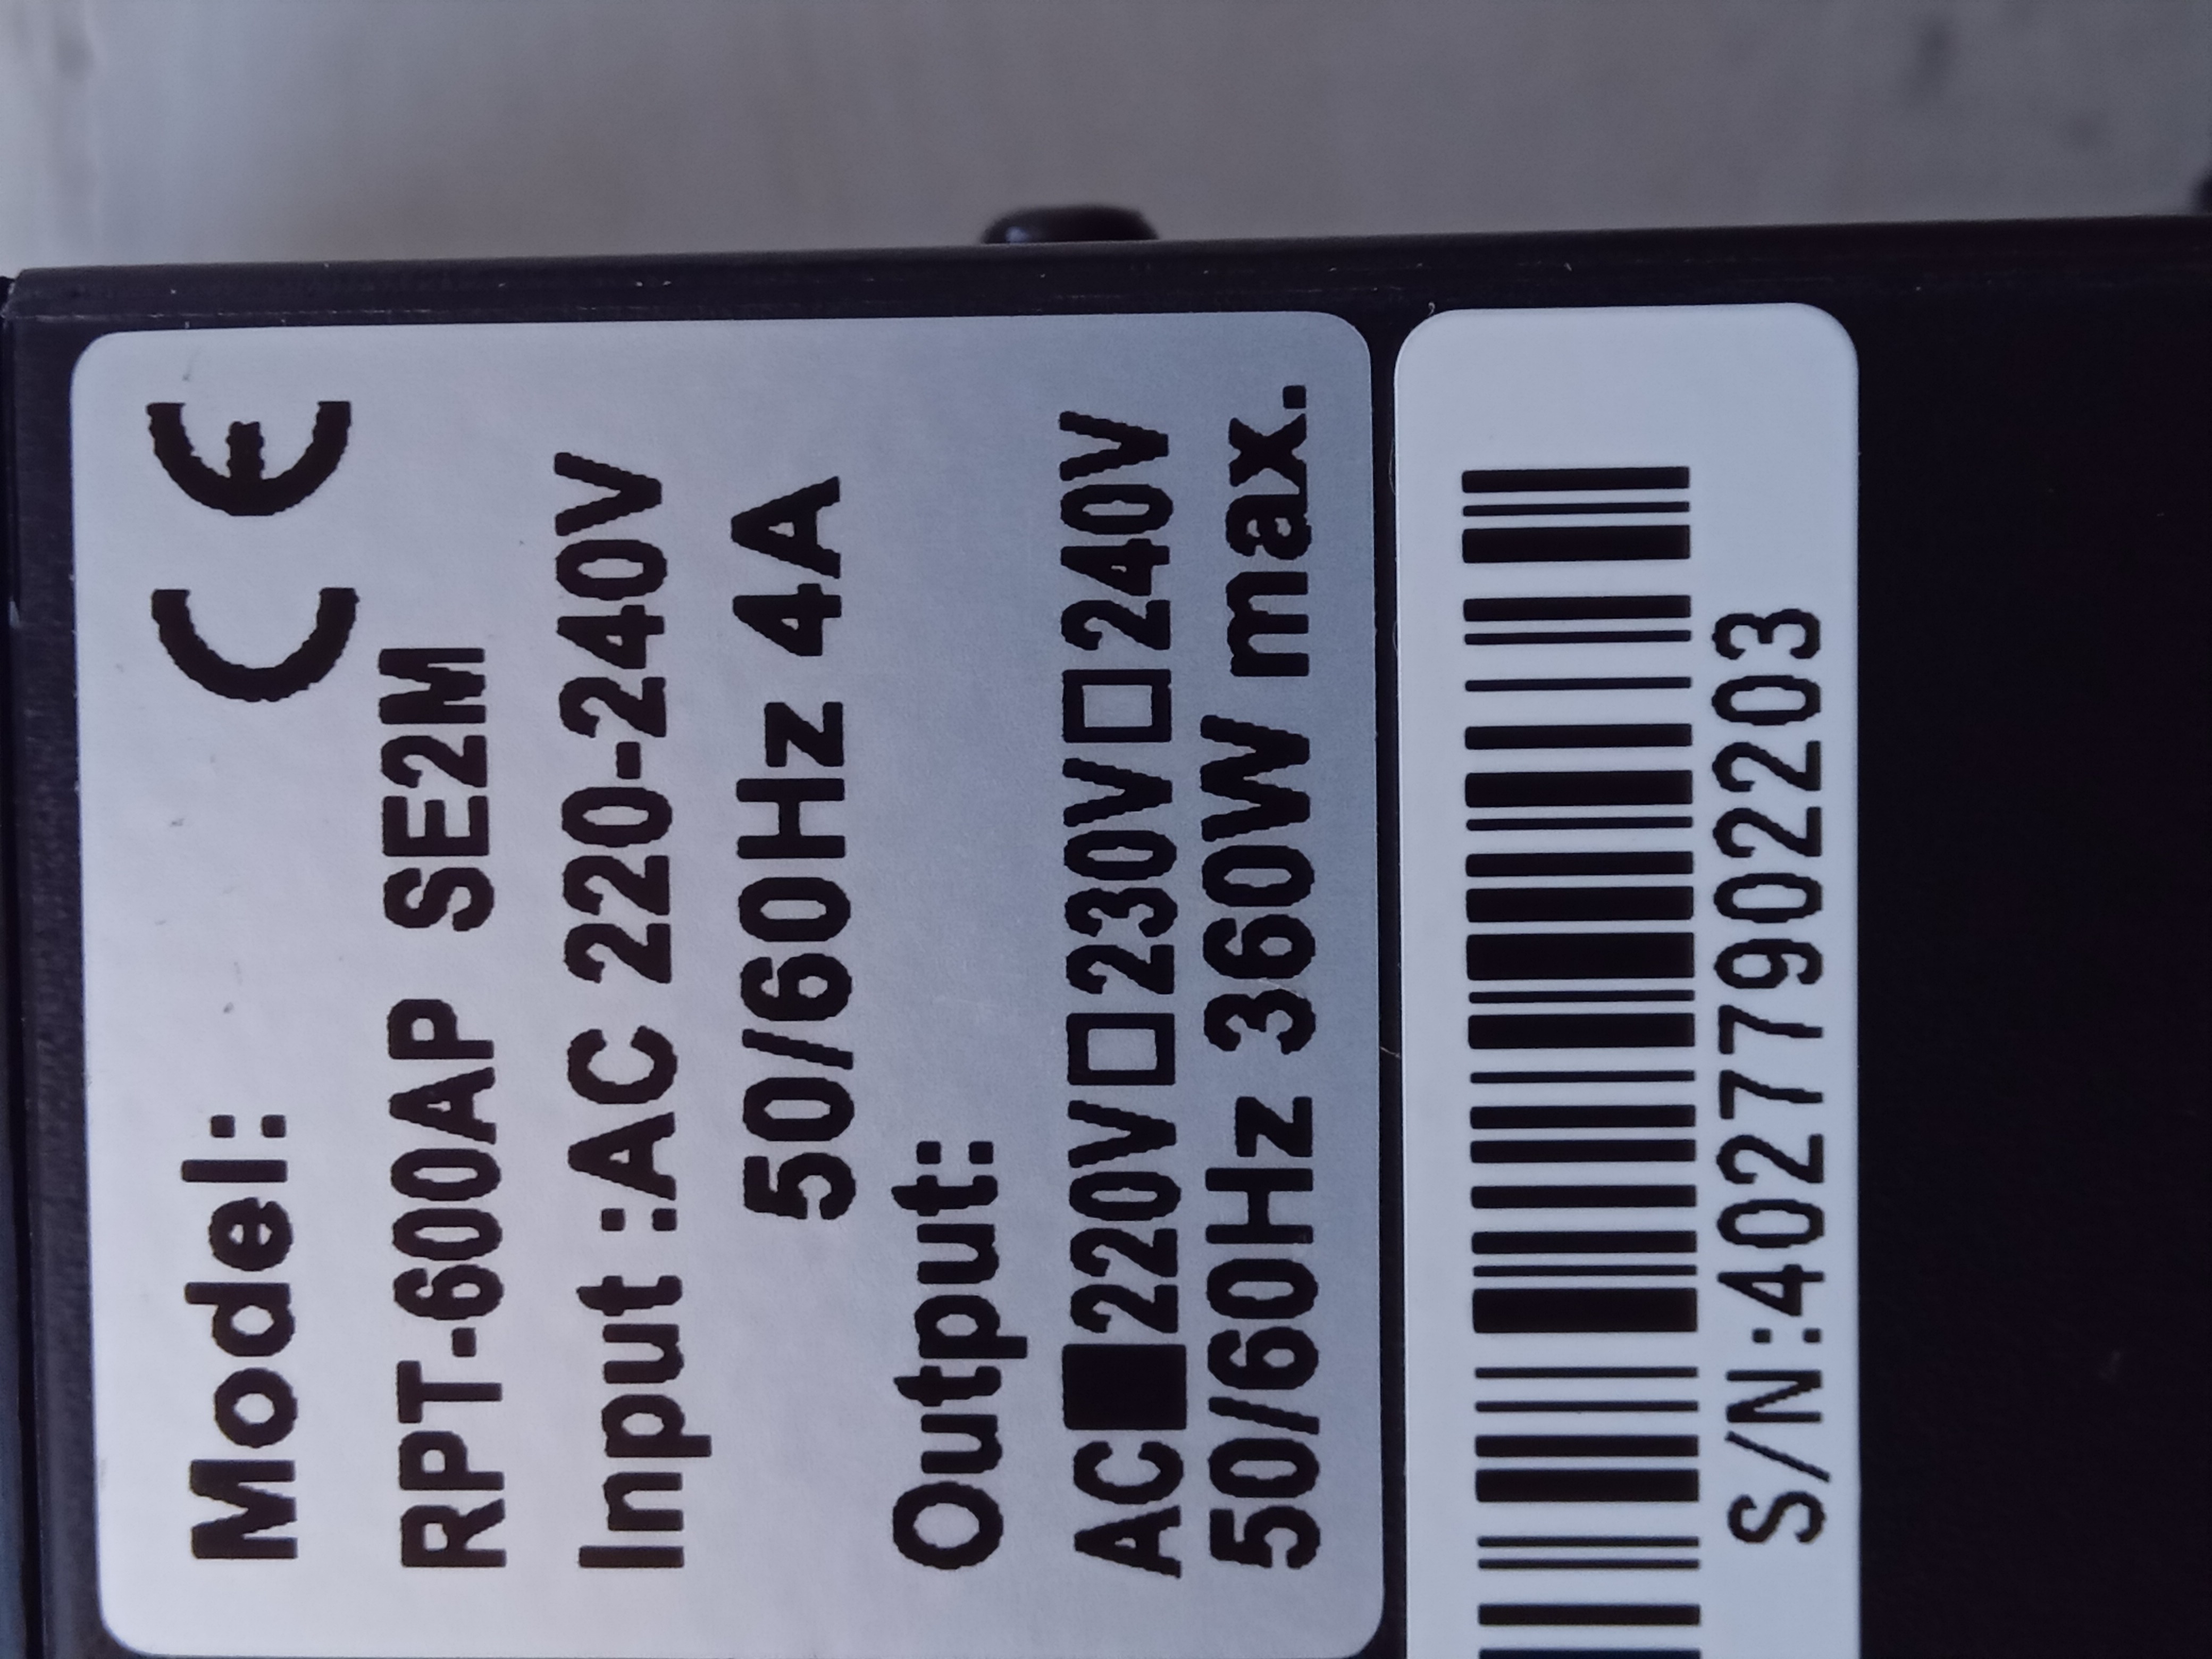 CE
Model:
RPT-600AP SE2M
Input :AC 220-240V
50/60Hz 4A
Output:
AC■220V□230V□240V
50/60Hz 360W max.
S/N:402777902203